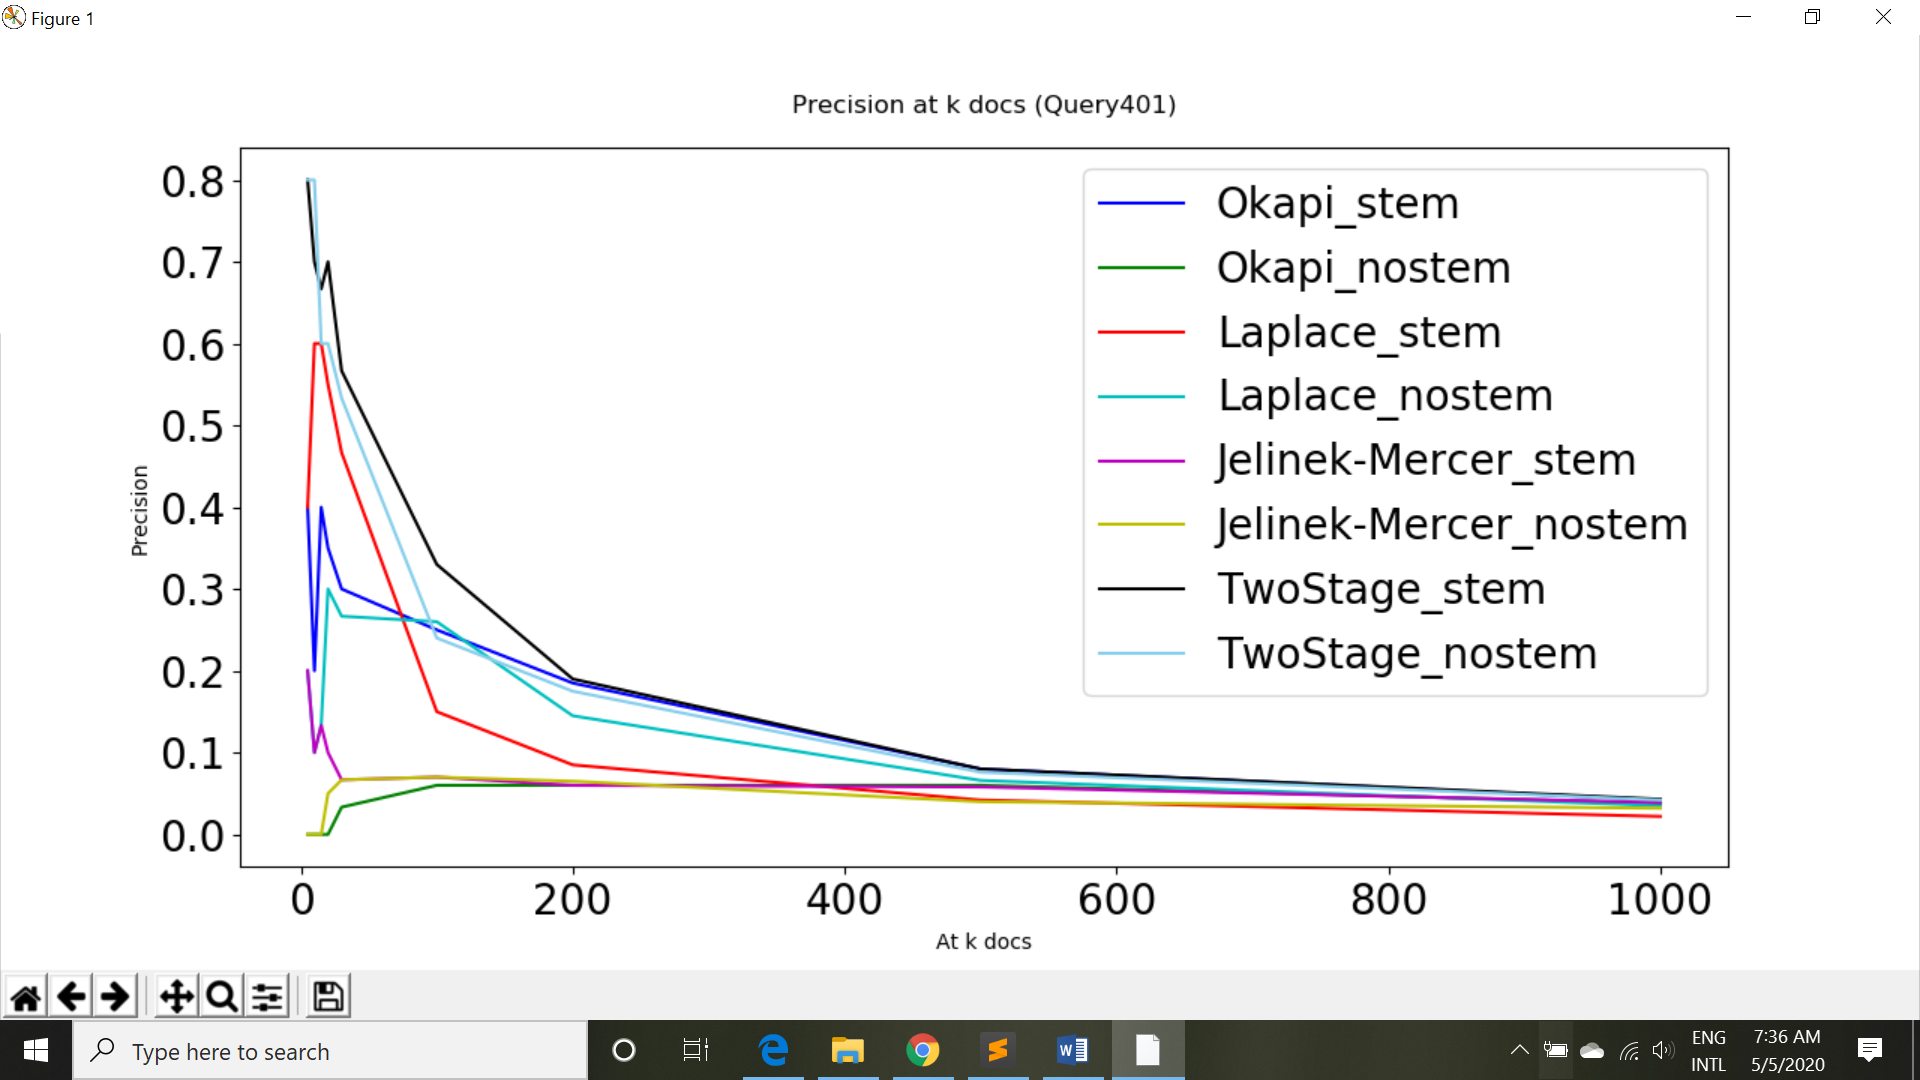 Figure 1
Precision at k docs (Query401)
0.8
0.7
0.6
0.5
0.4
0.3
0.2
0.1
0.0
Precision
Okapi_stem
Okapi_nostem
Laplace_stem
Laplace_nostem
Jelinek-Mercer_stem
Jelinek-Mercer_nostem
TwoStage_stem
TwoStage_nostem
0 200 400 600 800 1000
At k docs
Type here to search
ENG
INTL
7:36 AM
5/5/2020